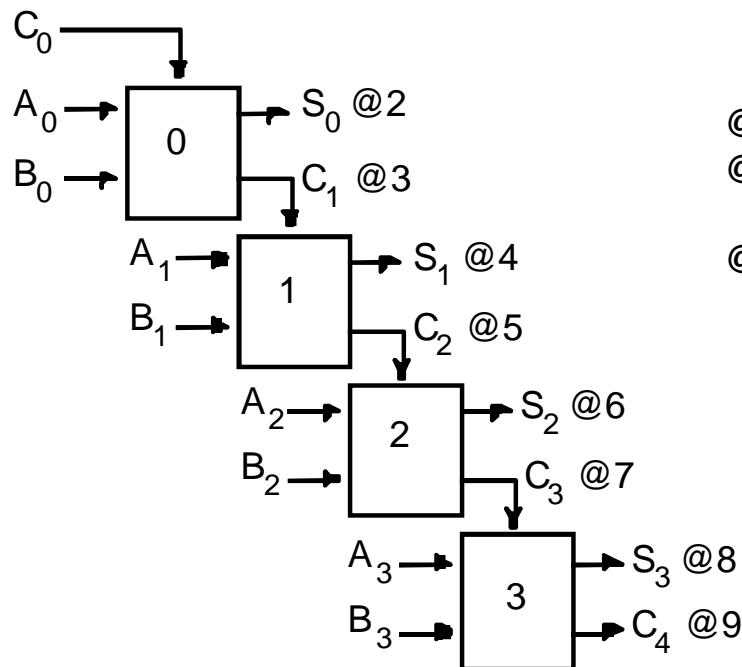 C₀
A₀ 0 S₀ @2
@
B₀ C₁ @3
@
A₁ 1 S₁ @4
@
B₁ C₂ @5
A₂ 2 S₂ @6
B₂ C₃ @7
A₃ 3 S₃ @8
B₃ C₄ @9